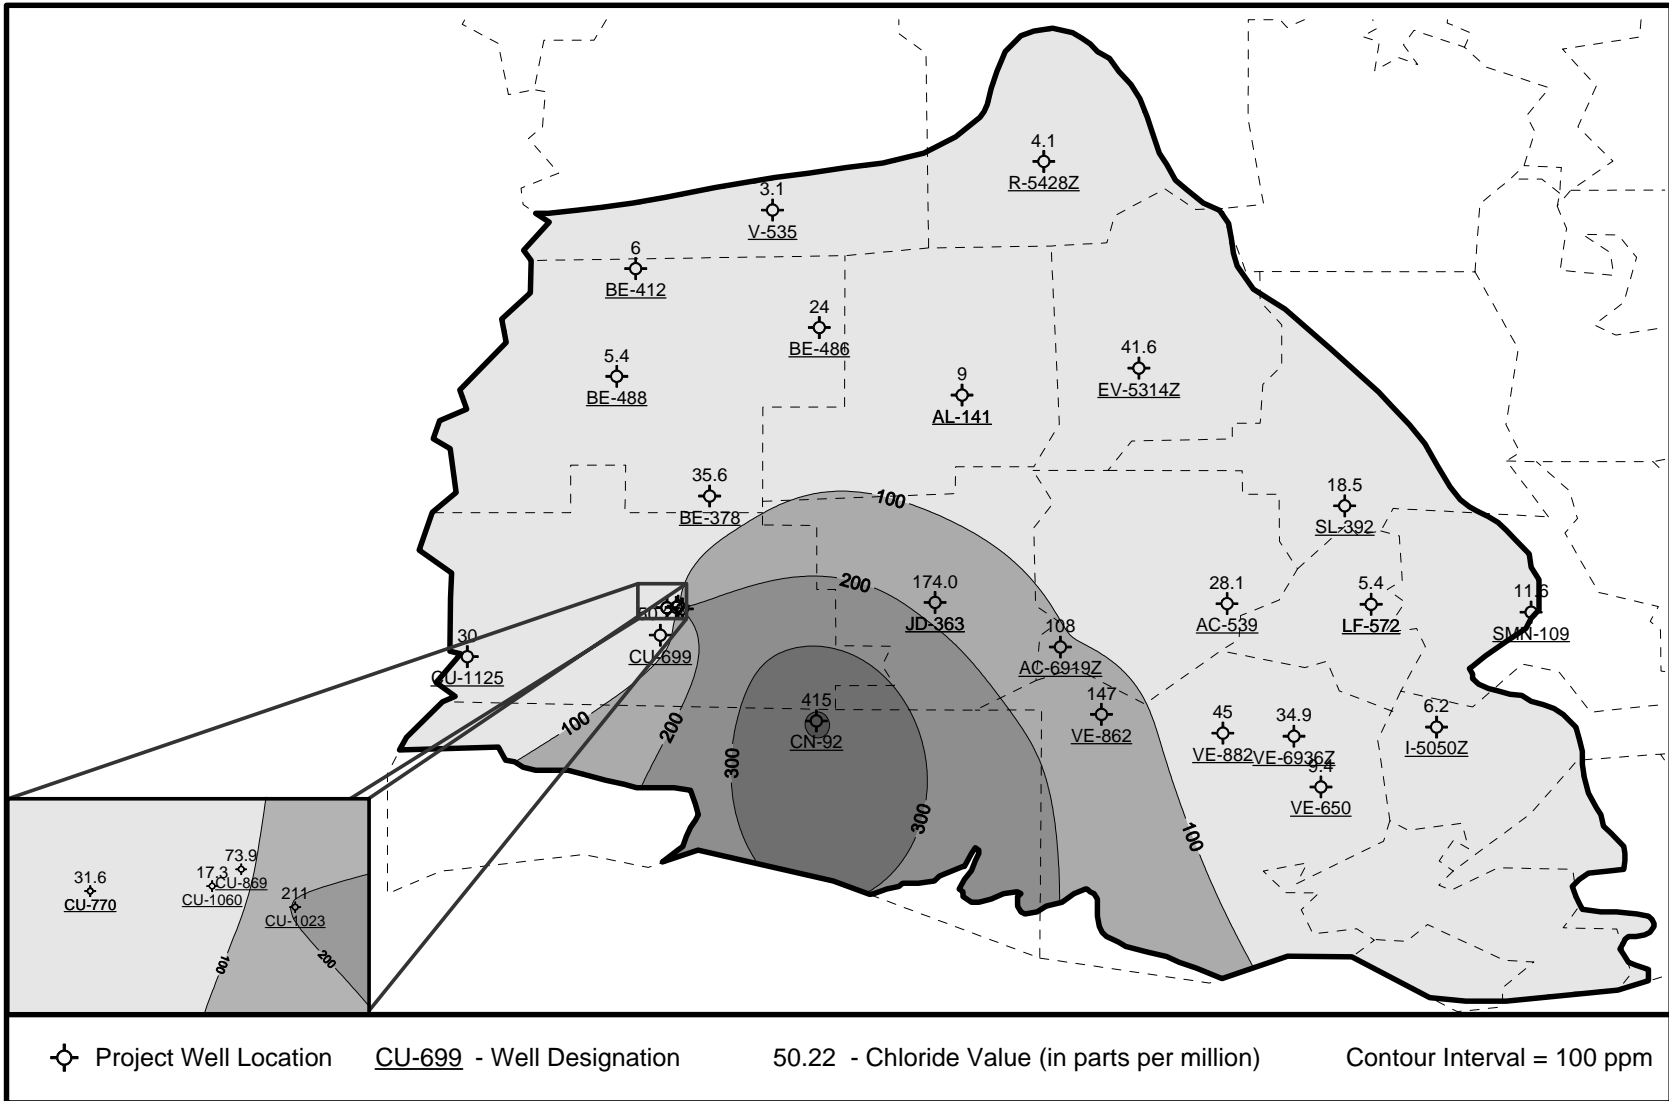 4.1
R-5428Z
3.1
V-535
6
BE-412
24
BE-486
5.4
BE-488
41.6
EV-5314Z
9
AL-141
35.6
BE-378
100
18.5
SL-392
200
174.0
JD-363
28.1
AC-539
5.4
LF-572
11.6
SMN-109
30
CU-1125
50
CU-699
108
AC-6919Z
100
200
415
CN-92
147
VE-862
45
VE-882
34.9
VE-6936Z
6.2
I-5050Z
300
9.4
VE-650
300
100
31.6
CU-770
17.3
CU-1060
73.9
CU-869
211
CU-1023
100
200
Project Well Location
CU-699 - Well Designation
50.22 - Chloride Value (in parts per million)
Contour Interval = 100 ppm